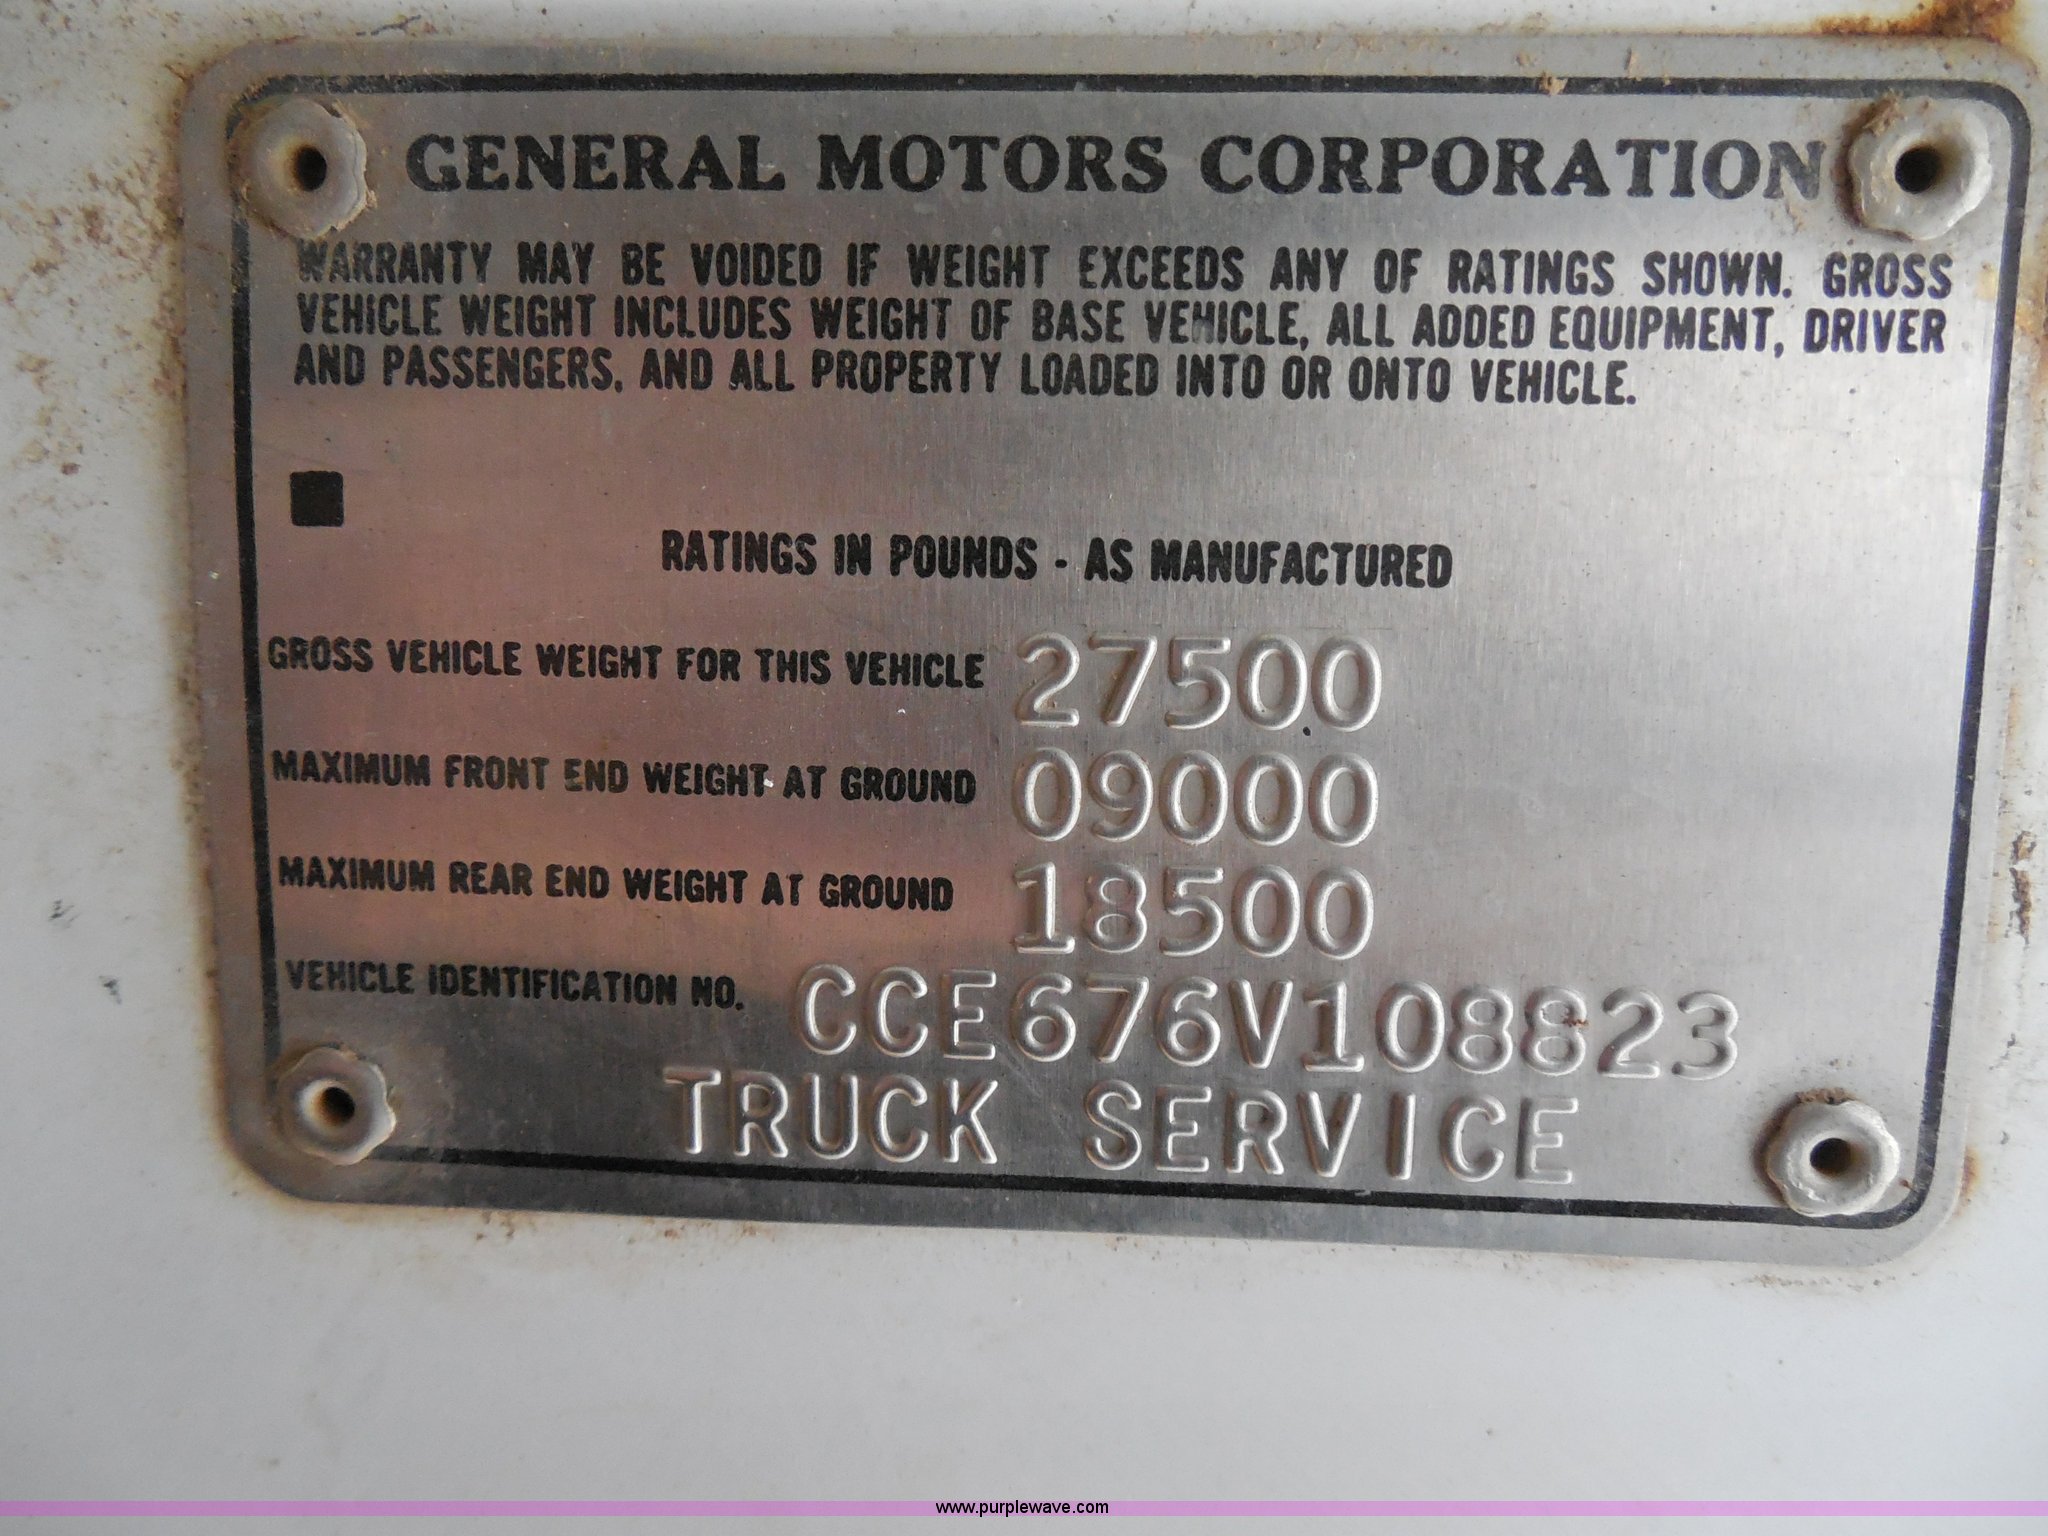 GENERAL MOTORS CORPORATION
WARRANTY MAY BE VOIDED IF WEIGHT EXCEEDS ANY OF RATINGS SHOWN. GROSS
VEHICLE WEIGHT INCLUDES WEIGHT OF BASE VEHICLE, ALL ADDED EQUIPMENT, DRIVER
AND PASSENGERS, AND ALL PROPERTY LOADED INTO OR ONTO VEHICLE.
RATINGS IN POUNDS - AS MANUFACTURED
GROSS VEHICLE WEIGHT FOR THIS VEHICLE 27500
MAXIMUM FRONT END WEIGHT AT GROUND 09000
MAXIMUM REAR END WEIGHT AT GROUND 18500
VEHICLE IDENTIFICATION NO. CCE676V108823
TRUCK SERVICE
www.purplewave.com